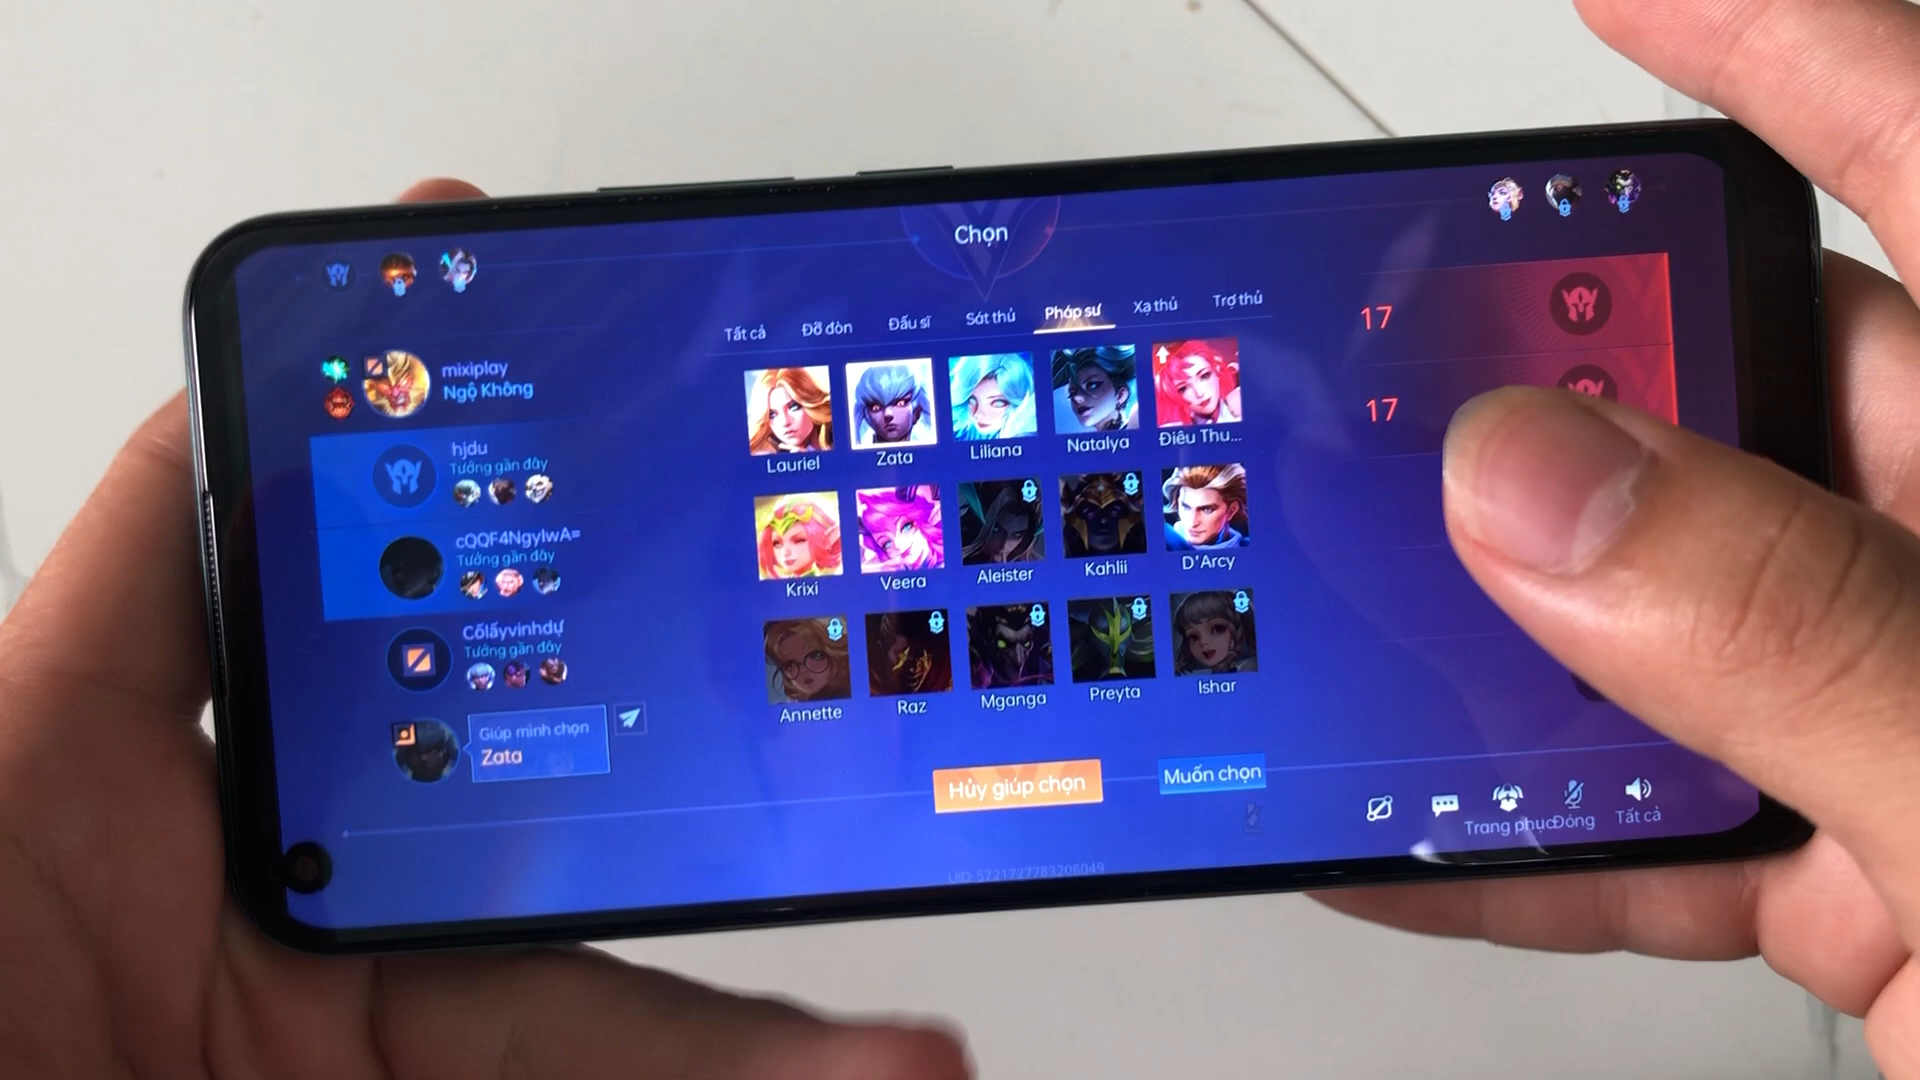 Chọn
Tất cả
Đỡ đòn
Đấu sĩ
Sát thủ
Pháp sư
Xạ thủ
Trợ thủ
mixiplay
Ngộ Không
hjdu
Tướng gần đây
cQQF4NgylwA=
Tướng gần đây
Cốlấyvinhdự
Tướng gần đây
Giúp mình chọn
Zata
Lauriel
Zata
Liliana
Natalya
Điêu Thu...
Krixi
Veera
Aleister
Kahlii
D'Arcy
Annette
Raz
Mganga
Preyta
Ishar
17
17
Hủy giúp chọn
Muốn chọn
Trang phục
Đóng
Tất cả
UID: 5721727783208049